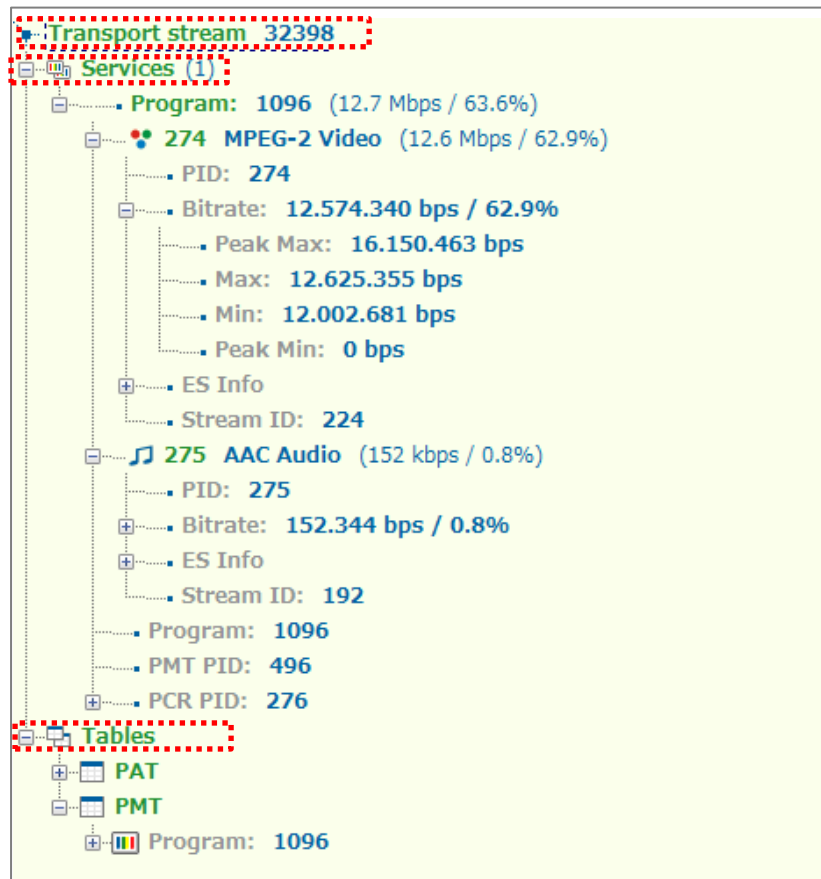 Transport stream 32398
Services (1)
Program: 1096 (12.7 Mbps / 63.6%)
274 MPEG-2 Video (12.6 Mbps / 62.9%)
PID: 274
Bitrate: 12.574.340 bps / 62.9%
Peak Max: 16.150.463 bps
Max: 12.625.355 bps
Min: 12.002.681 bps
Peak Min: 0 bps
ES Info
Stream ID: 224
275 AAC Audio (152 kbps / 0.8%)
PID: 275
Bitrate: 152.344 bps / 0.8%
ES Info
Stream ID: 192
Program: 1096
PMT PID: 496
PCR PID: 276
Tables
PAT
PMT
Program: 1096